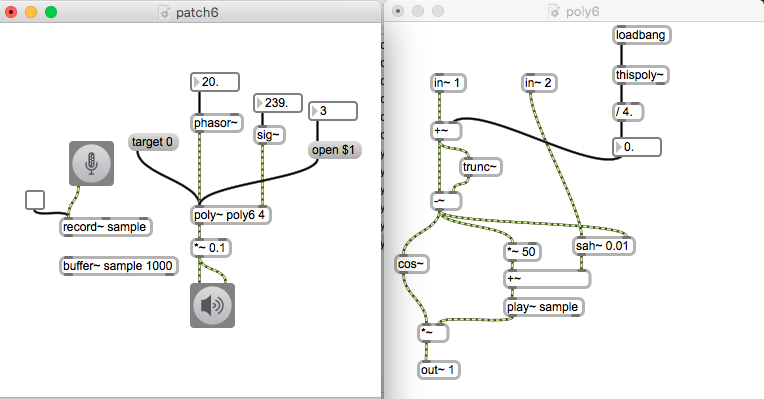 patch6
20.
239.
3
phasor~
sig~
target 0
open $1
record~ sample
poly~ poly6 4
*~ 0.1
buffer~ sample 1000
poly6
loadbang
in~ 1
in~ 2
thispoly~
/ 4.
+~
0.
trunc~
-~
*~ 50
sah~ 0.01
cos~
+~
play~ sample
*~
out~ 1